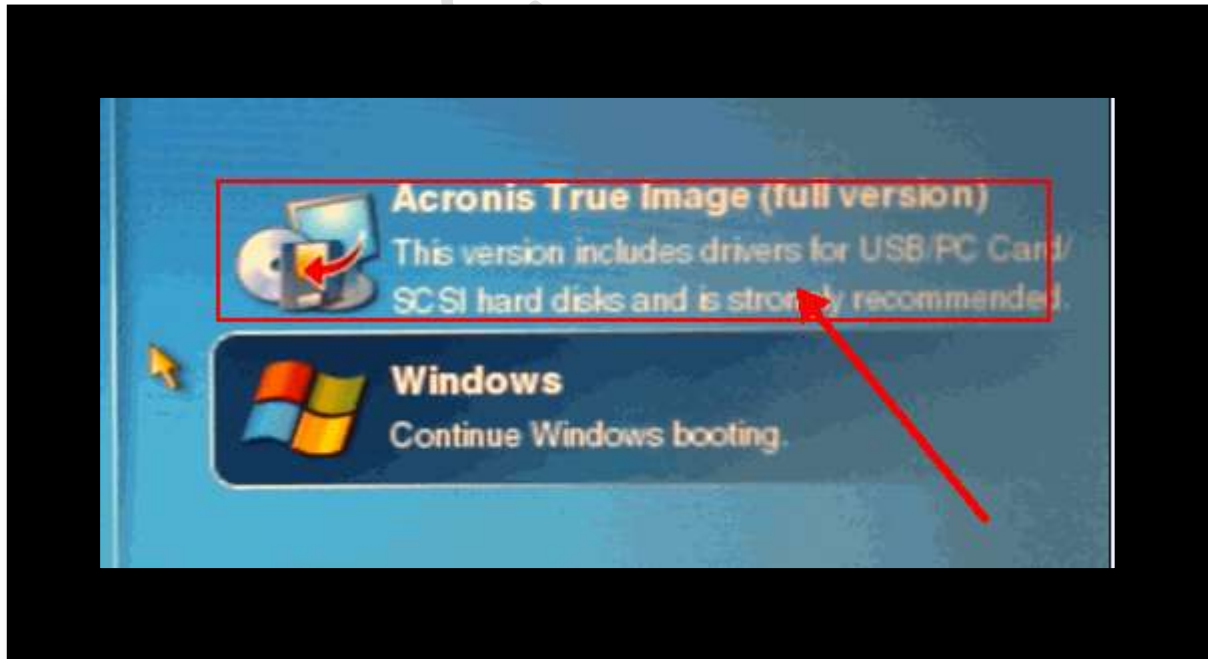 Acronis True Image (full version)
This version includes drivers for USB/PC Card/
SCSI hard disks and is strongly recommended.
Windows
Continue Windows booting.